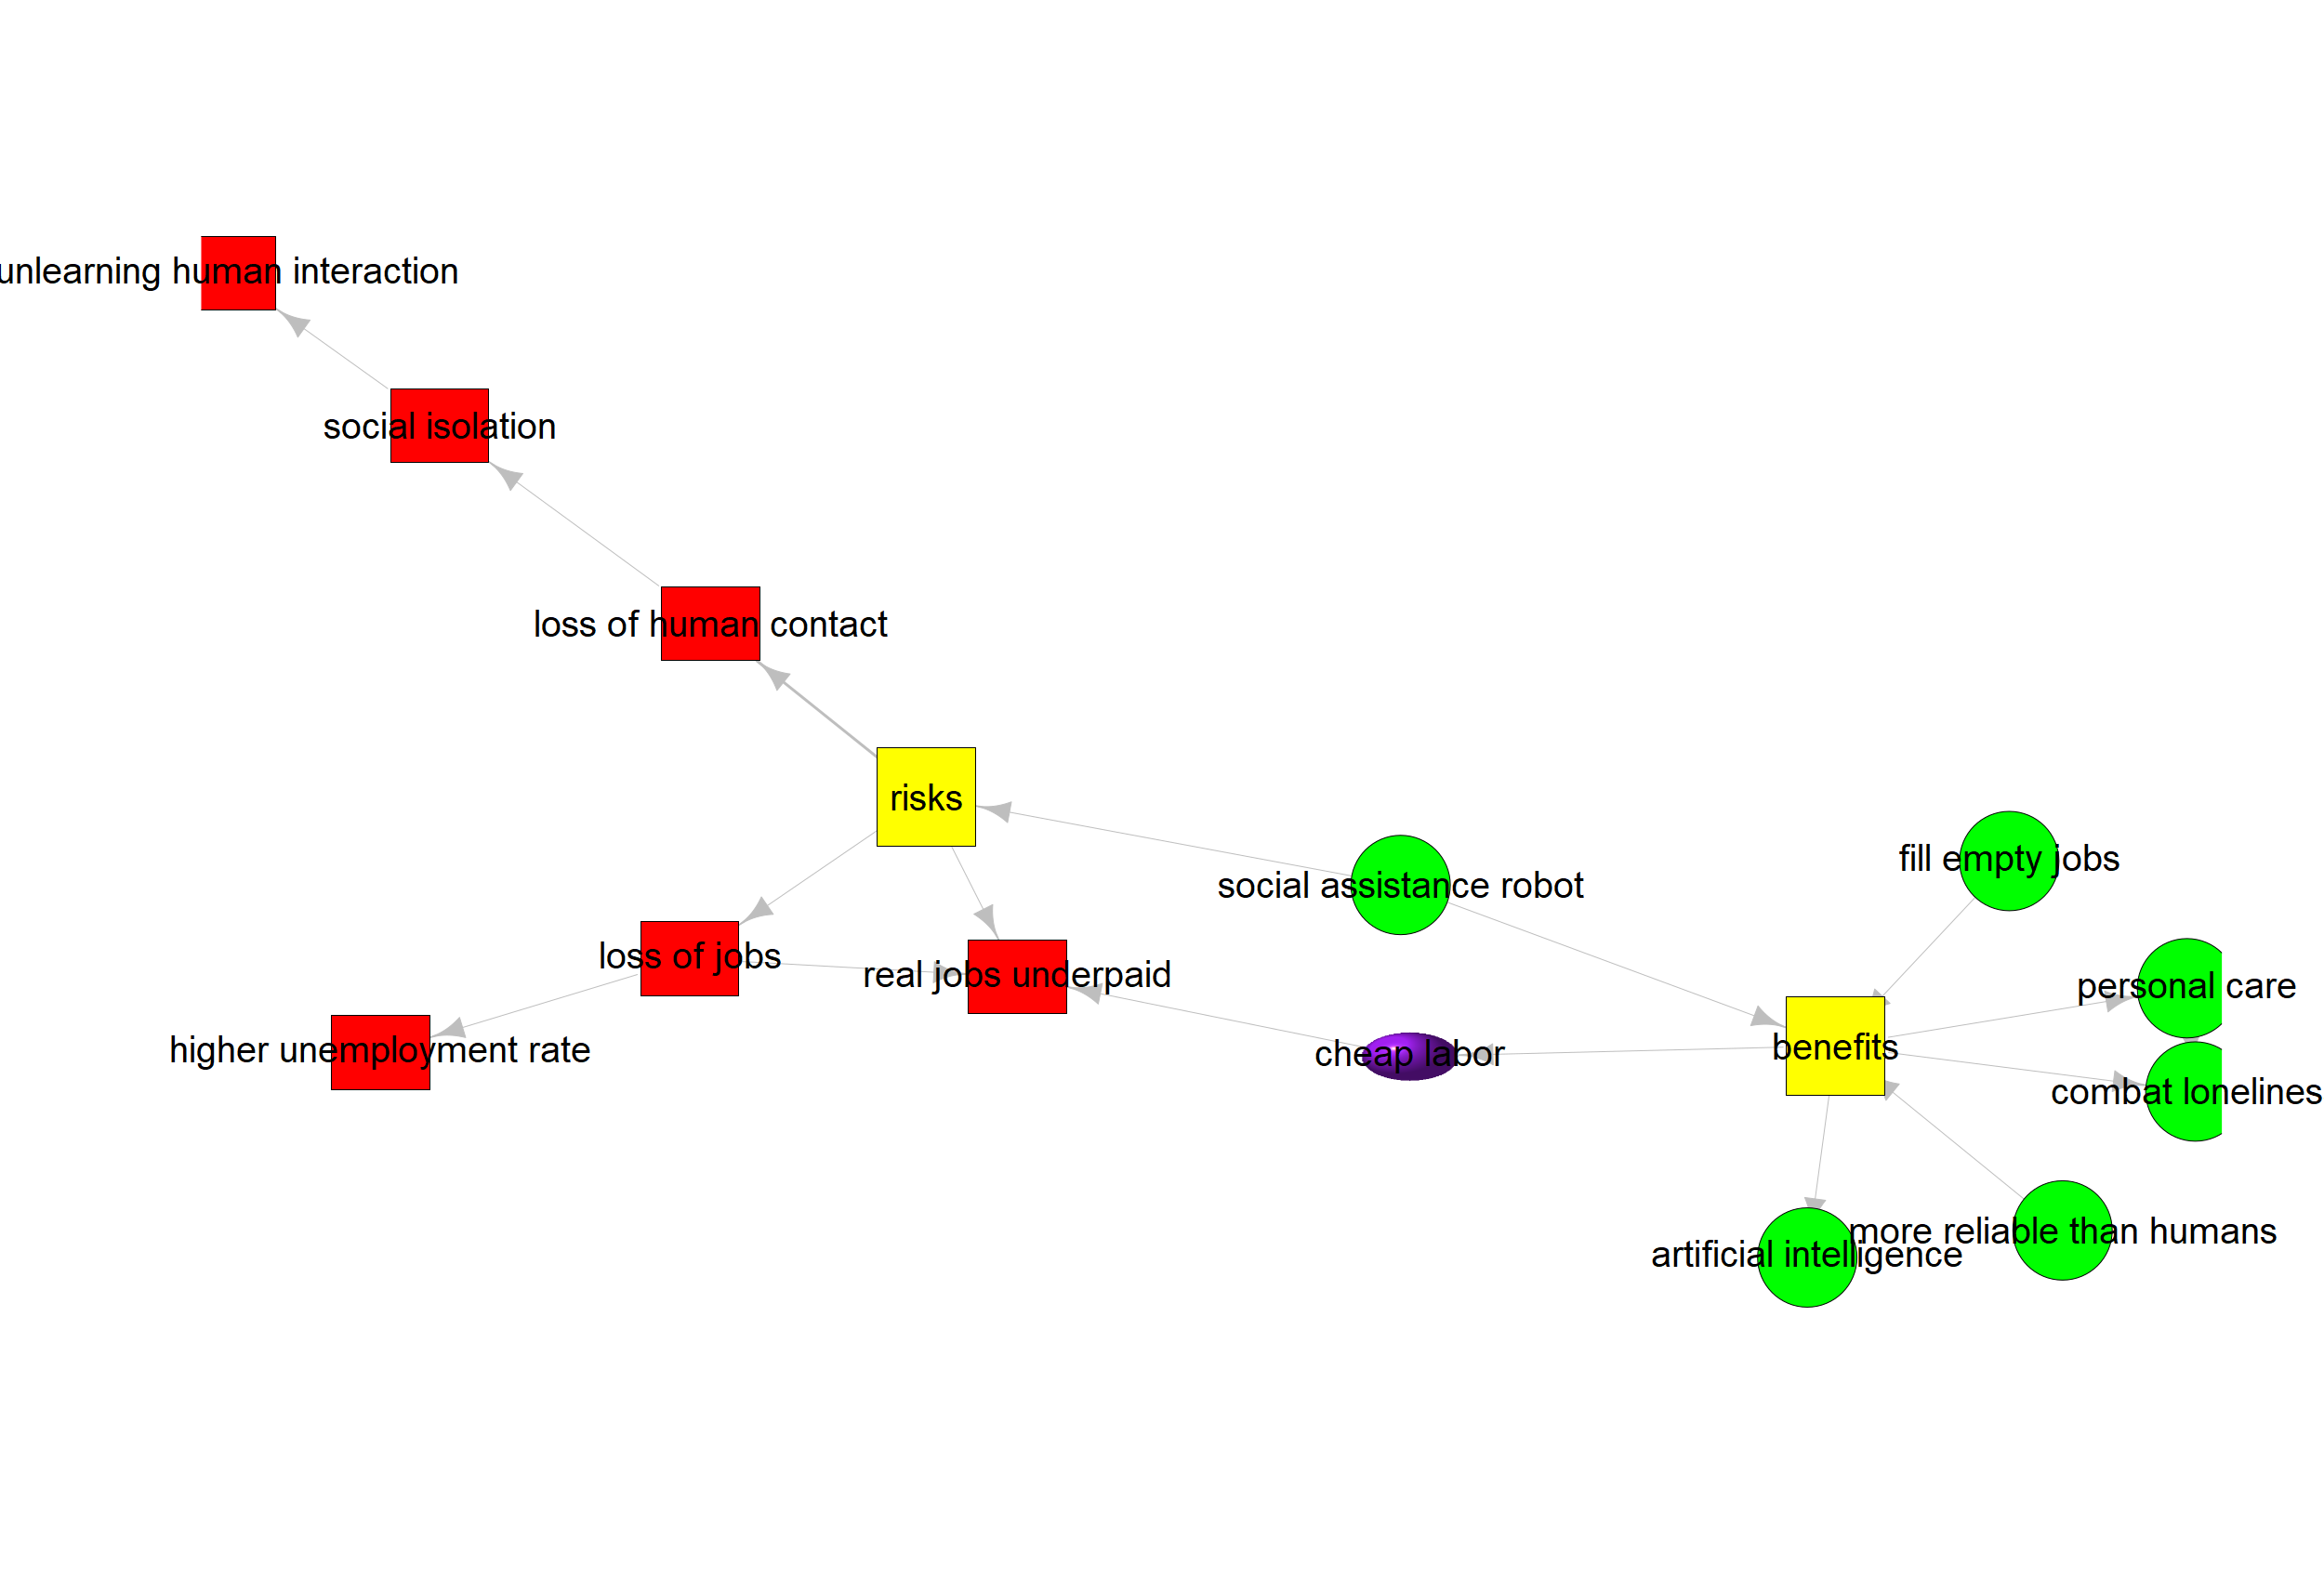 unlearning human interaction
social isolation
loss of human contact
risks
social assistance robot
fill empty jobs
loss of jobs
real jobs underpaid
personal care
higher unemployment rate
cheap labor
benefits
combat lonelines
more reliable than humans
artificial intelligence